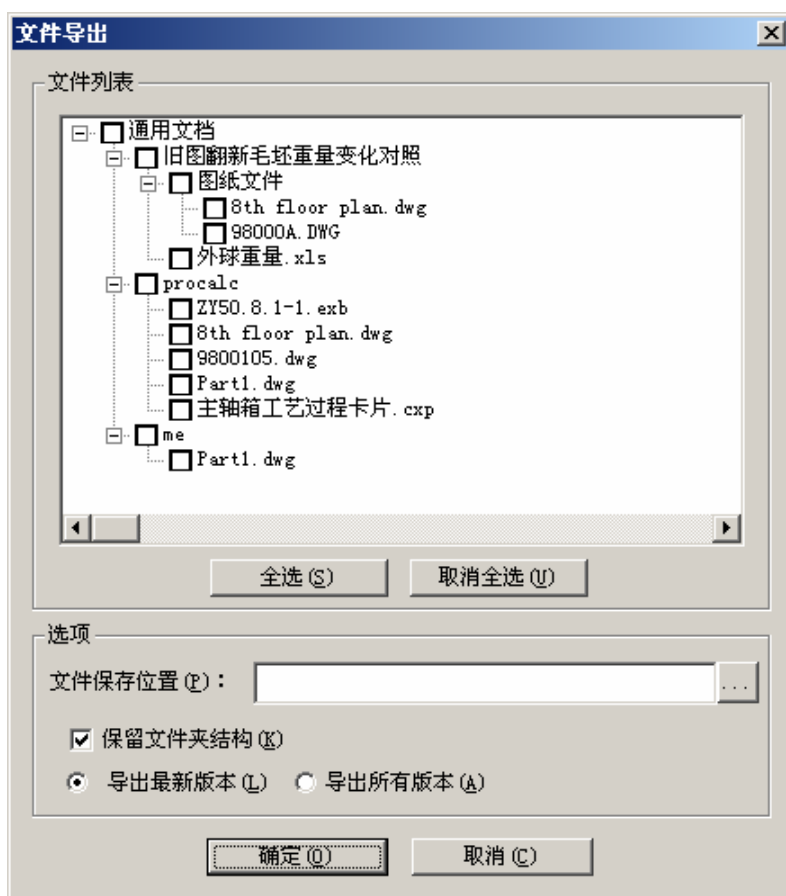 文件导出
文件列表
通用文档
旧图翻新毛坯重量变化对照
图纸文件
8th floor plan.dwg
98000A.DWG
外球重量.xls
procalc
ZY50.8.1-1.exb
8th floor plan.dwg
9800105.dwg
Part1.dwg
主轴箱工艺过程卡片.cxp
me
Part1.dwg
全选(S) 取消全选(U)
选项
文件保存位置(P)： ...
保留文件夹结构(K)
导出最新版本(L) 导出所有版本(A)
确定(O) 取消(C)